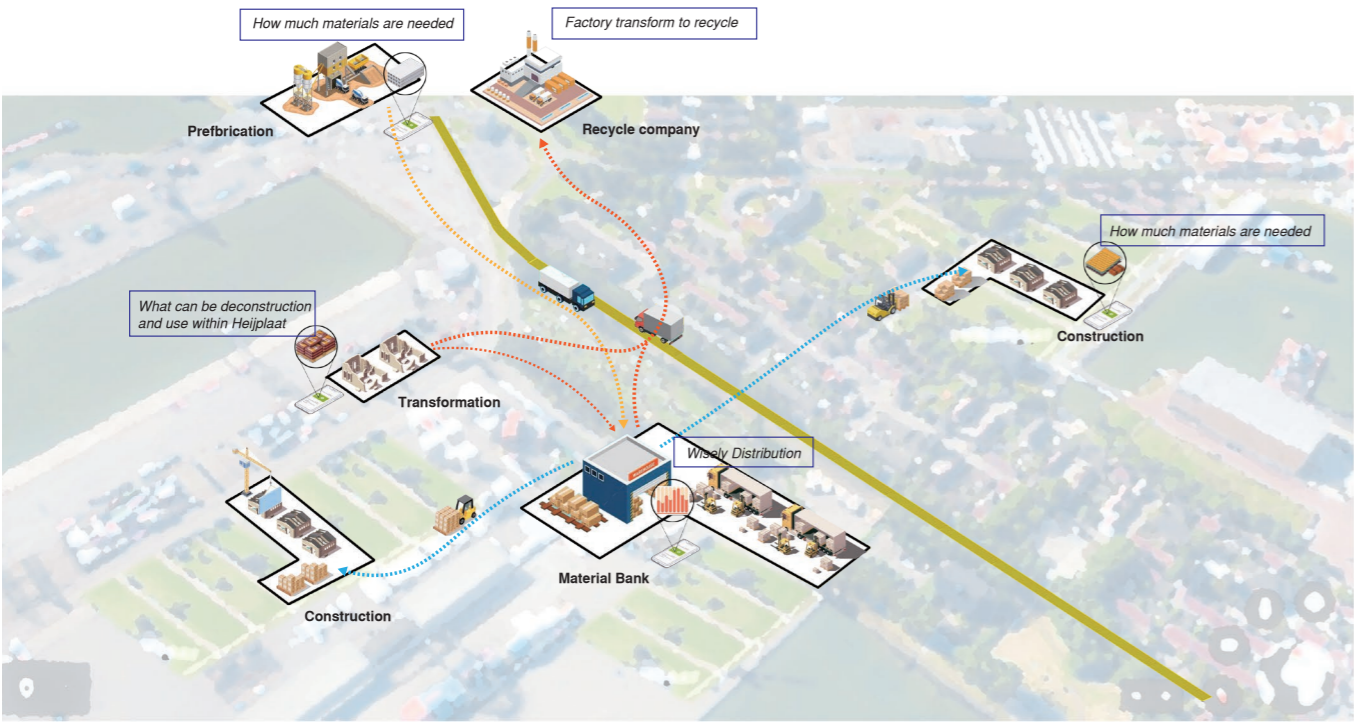 How much materials are needed
Factory transform to recycle
Prefbrication
Recycle company
How much materials are needed
What can be deconstruction
and use within Heijplaat
Construction
Transformation
Wisely Distribution
Material Bank
Construction